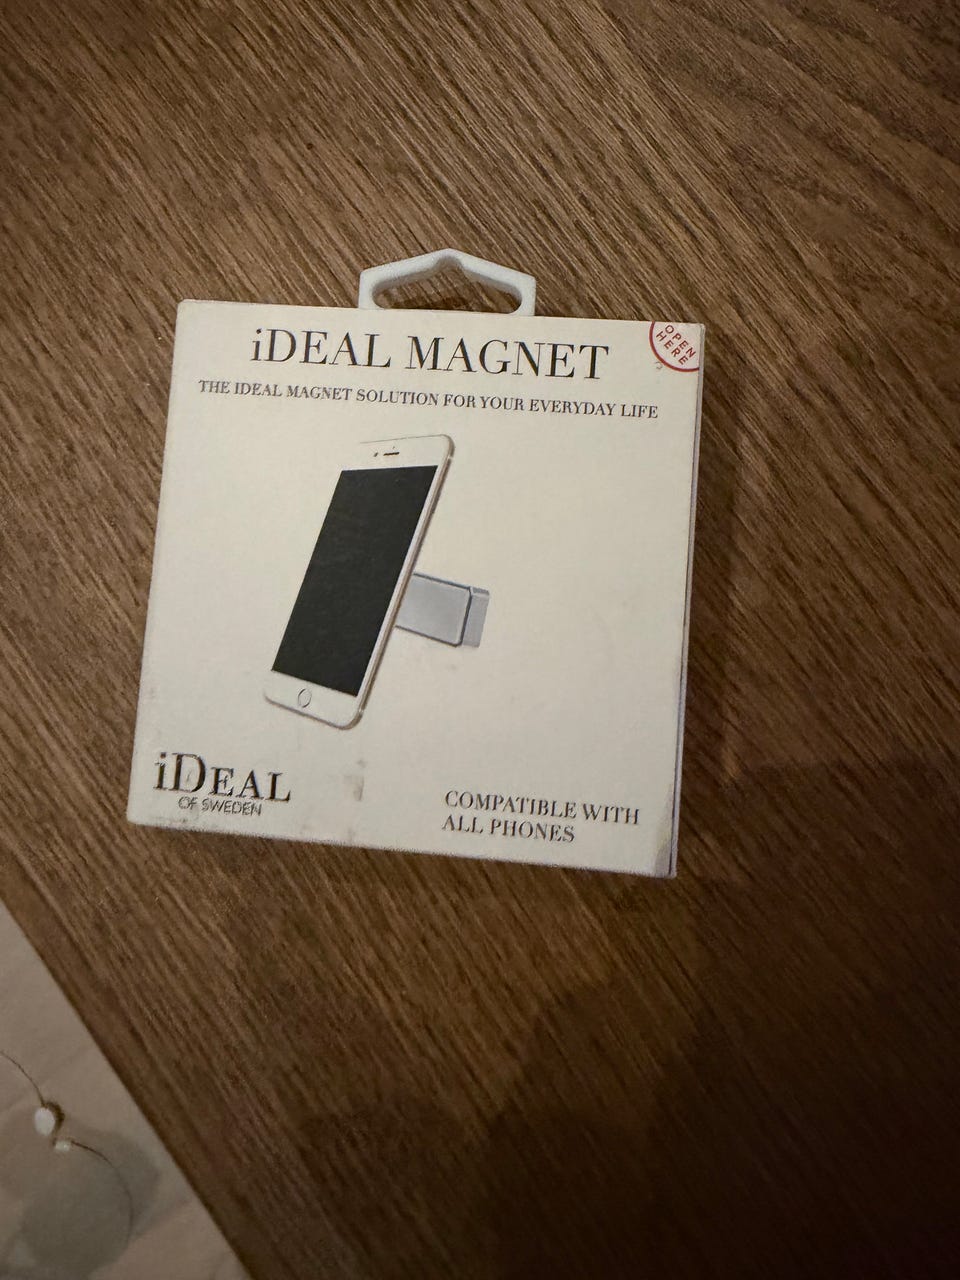 iDEAL MAGNET
OPEN
HERE
THE IDEAL MAGNET SOLUTION FOR YOUR EVERYDAY LIFE
iDEAL
OF SWEDEN
COMPATIBLE WITH
ALL PHONES